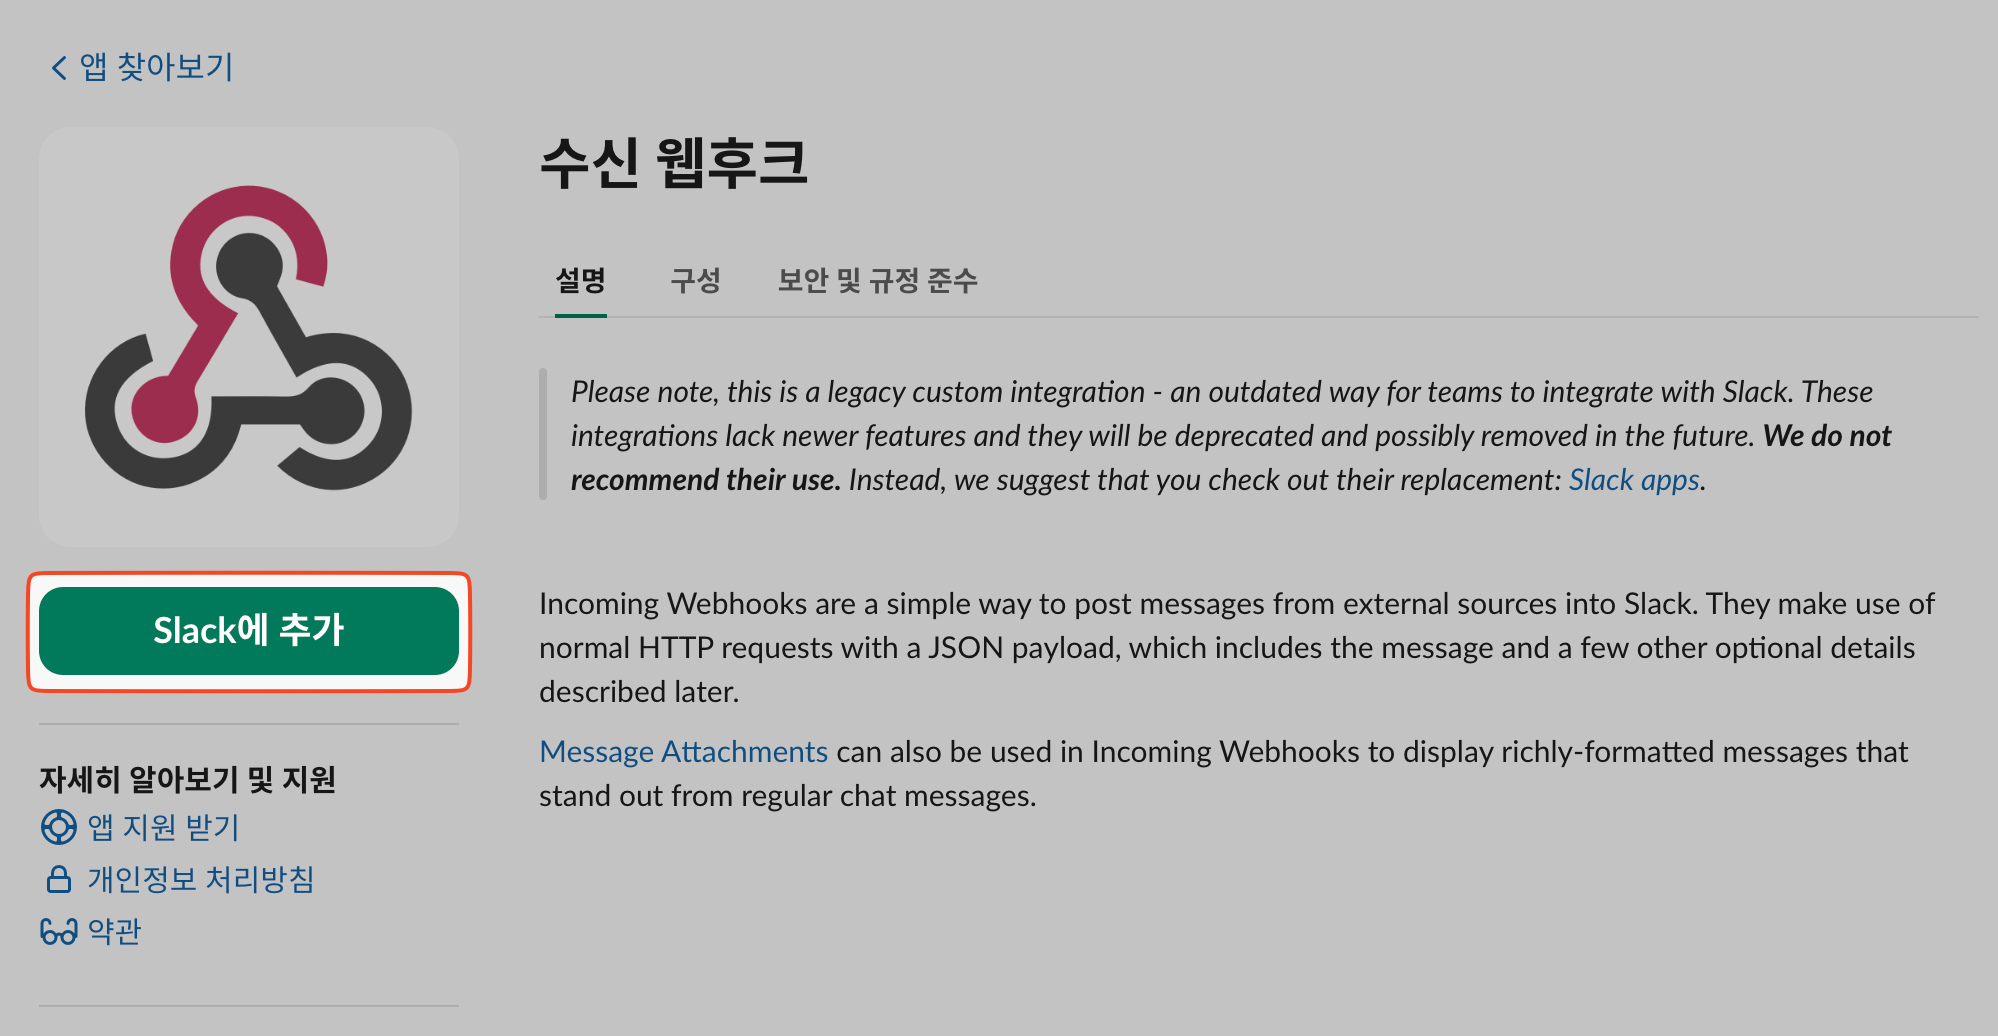 앱 찾아보기
수신 웹후크
설명 구성 보안 및 규정 준수
Please note, this is a legacy custom integration - an outdated way for teams to integrate with Slack. These
integrations lack newer features and they will be deprecated and possibly removed in the future. We do not
recommend their use. Instead, we suggest that you check out their replacement: Slack apps.
Slack에 추가
Incoming Webhooks are a simple way to post messages from external sources into Slack. They make use of
normal HTTP requests with a JSON payload, which includes the message and a few other optional details
described later.
Message Attachments can also be used in Incoming Webhooks to display richly-formatted messages that
stand out from regular chat messages.
자세히 알아보기 및 지원
앱 지원 받기
개인정보 처리방침
약관